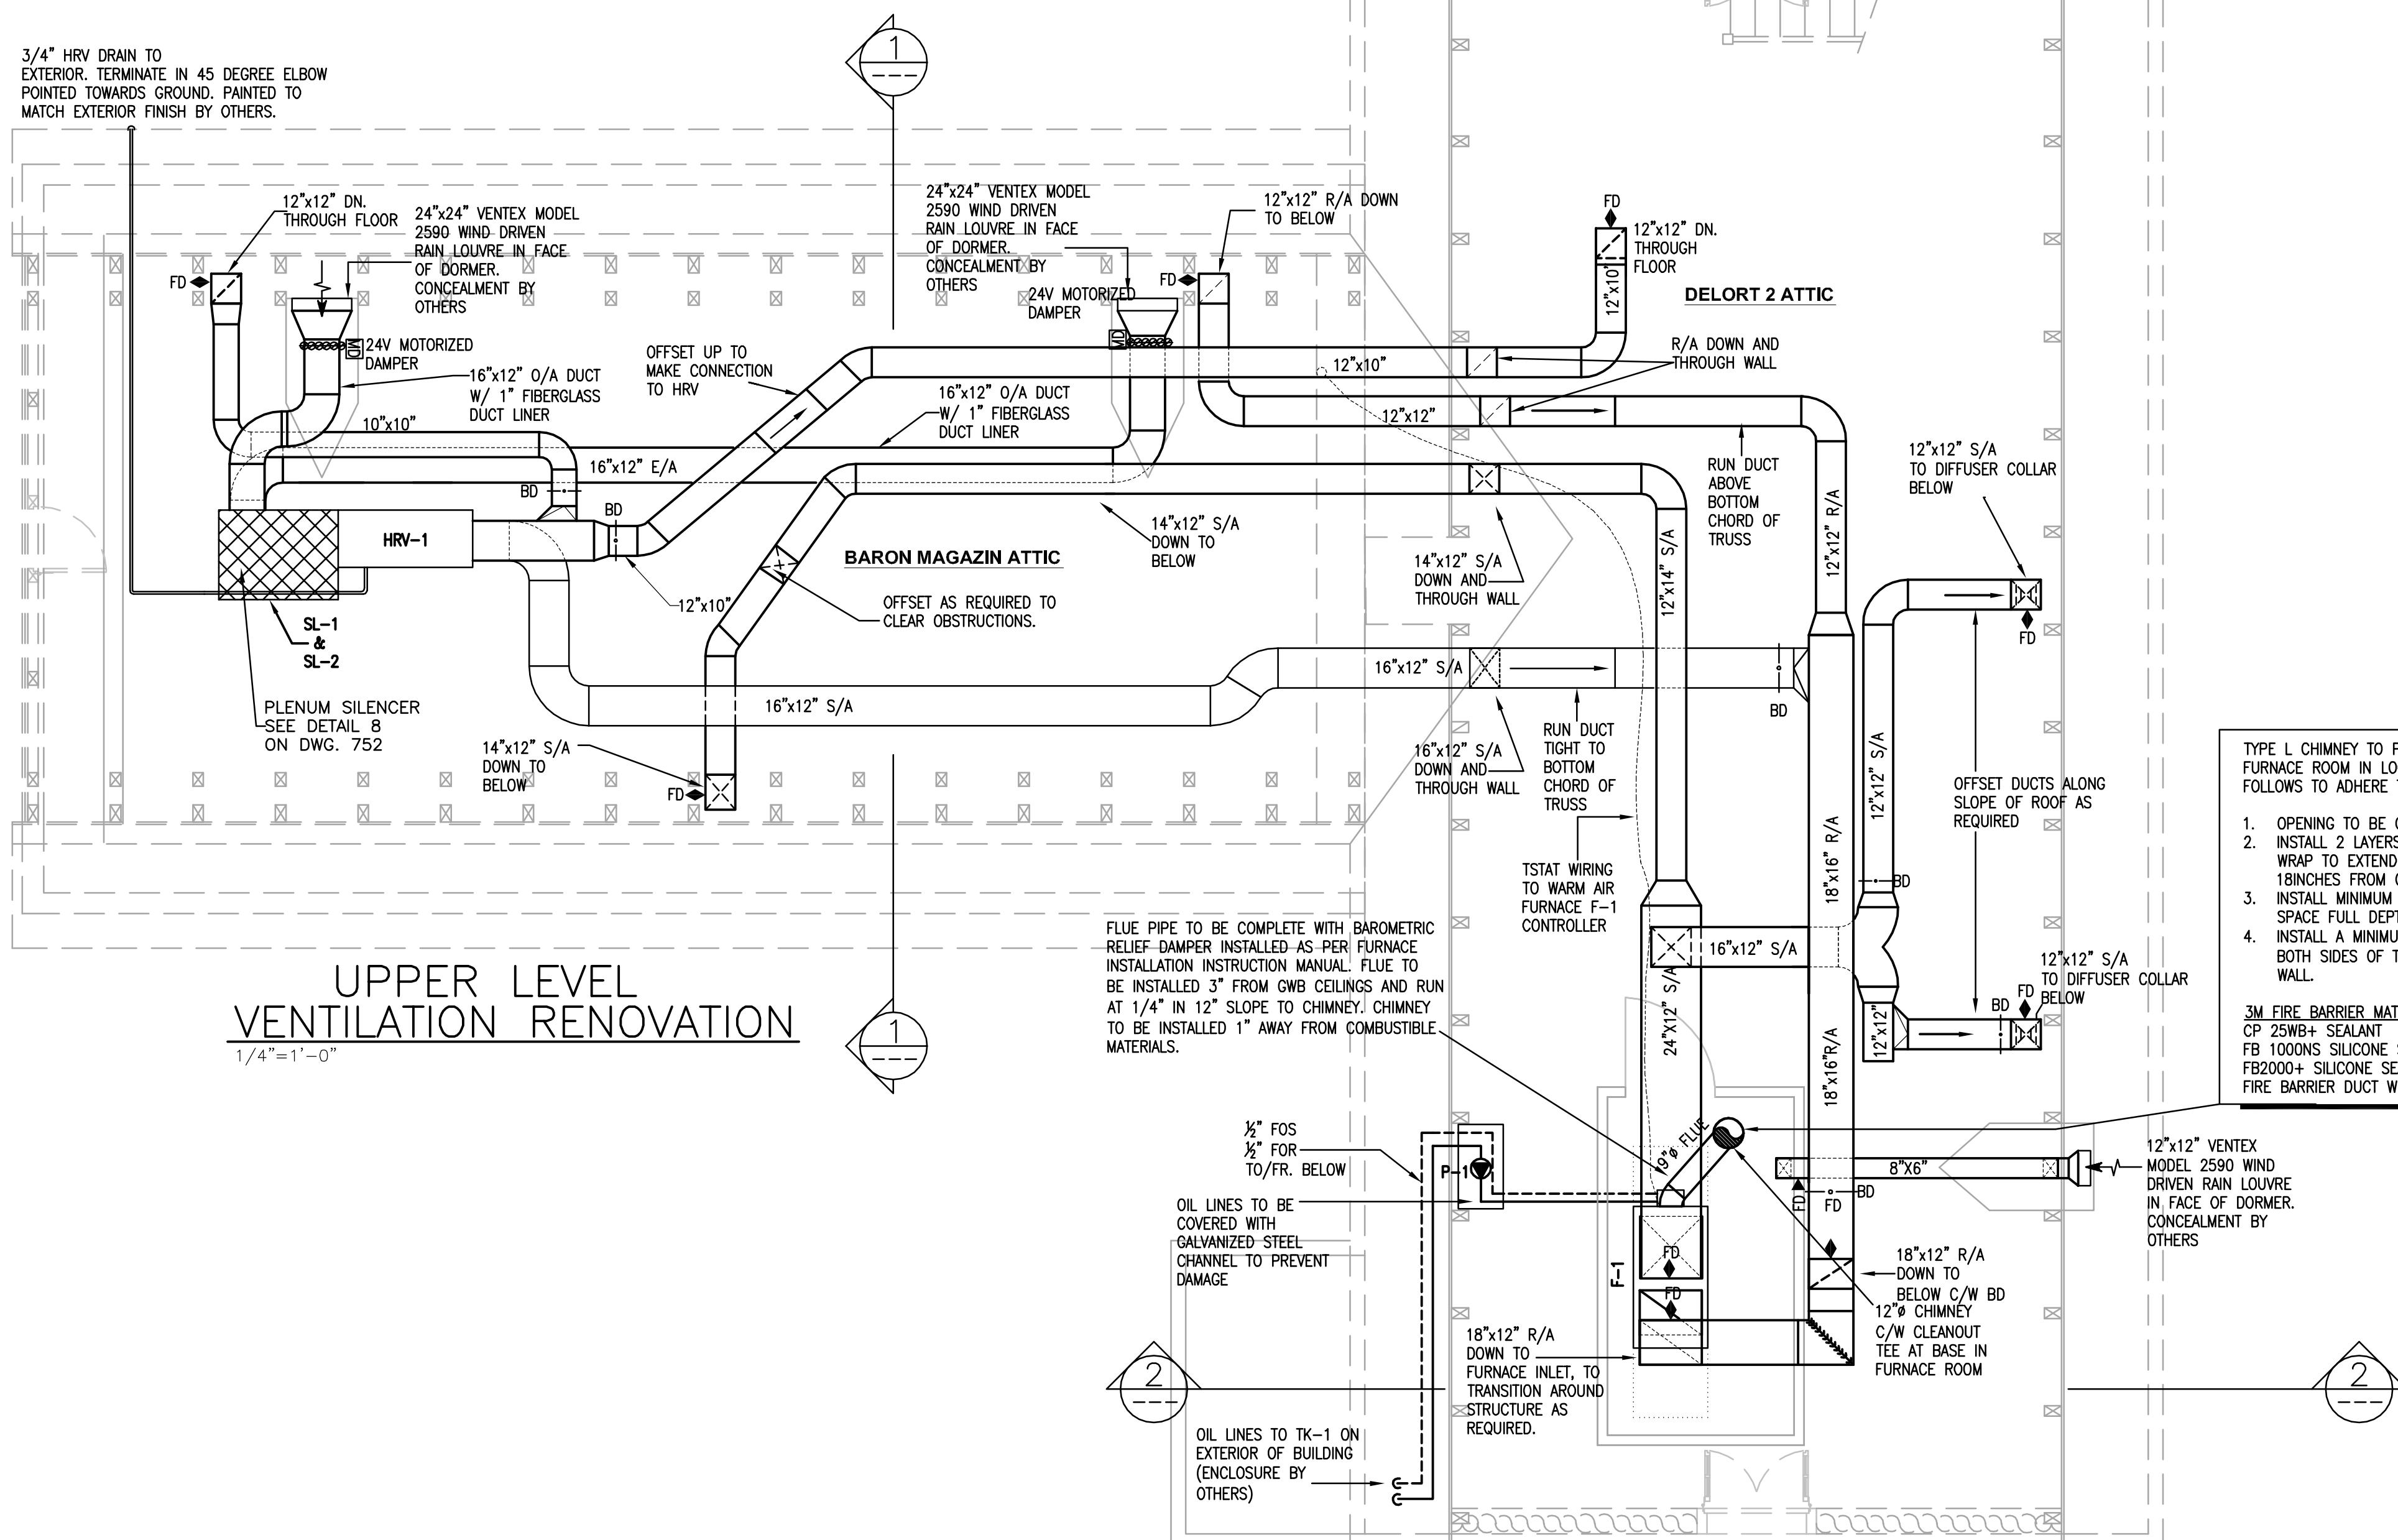 3/4" HRV DRAIN TO
EXTERIOR. TERMINATE IN 45 DEGREE ELBOW
POINTED TOWARDS GROUND. PAINTED TO
MATCH EXTERIOR FINISH BY OTHERS.
1
12"x12" DN.
THROUGH FLOOR
FD
24"x24" VENTEX MODEL
2590 WIND DRIVEN
RAIN LOUVRE IN FACE
OF DORMER.
CONCEALMENT BY
OTHERS
MD
24V MOTORIZED
DAMPER
16"x12" O/A DUCT
W/ 1" FIBERGLASS
DUCT LINER
10"x10"
OFFSET UP TO
MAKE CONNECTION
TO HRV
24"x24" VENTEX MODEL
2590 WIND DRIVEN
RAIN LOUVRE IN FACE
OF DORMER.
CONCEALMENT BY
OTHERS
24V MOTORIZED
DAMPER
MD
16"x12" O/A DUCT
W/ 1" FIBERGLASS
DUCT LINER
12"x12" R/A DOWN
TO BELOW
FD
FD
12"x12" DN.
THROUGH
FLOOR
12"x10"
DELORT 2 ATTIC
R/A DOWN AND
THROUGH WALL
12"x10"
12"x12"
16"x12" E/A
BD
BD
HRV-1
SL-1
&
SL-2
PLENUM SILENCER
SEE DETAIL 8
ON DWG. 752
12"x10"
BARON MAGAZIN ATTIC
OFFSET AS REQUIRED TO
CLEAR OBSTRUCTIONS.
14"x12" S/A
DOWN TO
BELOW
14"x12" S/A
DOWN AND
THROUGH WALL
12"x14" S/A
RUN DUCT
ABOVE
BOTTOM
CHORD OF
TRUSS
12"x12" R/A
12"x12" S/A
TO DIFFUSER COLLAR
BELOW
FD
16"x12" S/A
16"x12" S/A
BD
14"x12" S/A
DOWN TO
BELOW
FD
16"x12" S/A
DOWN AND
THROUGH WALL
RUN DUCT
TIGHT TO
BOTTOM
CHORD OF
TRUSS
TSTAT WIRING
TO WARM AIR
FURNACE F-1
CONTROLLER
18"x16" R/A
12"x12" S/A
OFFSET DUCTS ALONG
SLOPE OF ROOF AS
REQUIRED
BD
16"x12" S/A
24"X12" S/A
18"x16"R/A
12"x12"
BD
FD
12"x12" S/A
TO DIFFUSER COLLAR
BELOW
TYPE L CHIMNEY TO
FURNACE ROOM IN
FOLLOWS TO ADHERE
1. OPENING TO BE
2. INSTALL 2 LAYERS
WRAP TO EXTEND
18INCHES FROM
3. INSTALL MINIMUM
SPACE FULL
4. INSTALL A
BOTH SIDES OF
WALL.
3M FIRE BARRIER
CP 25WB+ SEALANT
FB 1000NS SILICONE
FB2000+ SILICONE
FIRE BARRIER DUCT
UPPER LEVEL
VENTILATION RENOVATION
1/4"=1'-0"
1
FLUE PIPE TO BE COMPLETE WITH BAROMETRIC
RELIEF DAMPER INSTALLED AS PER FURNACE
INSTALLATION INSTRUCTION MANUAL. FLUE TO
BE INSTALLED 3" FROM GWB CEILINGS AND RUN
AT 1/4" IN 12" SLOPE TO CHIMNEY. CHIMNEY
TO BE INSTALLED 1" AWAY FROM COMBUSTIBLE
MATERIALS.
½" FOS
½" FOR
TO/FR. BELOW
P-1
9"ø FLUE
OIL LINES TO BE
COVERED WITH
GALVANIZED STEEL
CHANNEL TO PREVENT
DAMAGE
F-1
FD
FD
8"X6"
FD
FD
BD
12"x12" VENTEX
MODEL 2590 WIND
DRIVEN RAIN LOUVRE
IN FACE OF DORMER.
CONCEALMENT BY
OTHERS
18"x12" R/A
DOWN TO
BELOW C/W BD
12"ø CHIMNEY
C/W CLEANOUT
TEE AT BASE IN
FURNACE ROOM
18"x12" R/A
DOWN TO
FURNACE INLET, TO
TRANSITION AROUND
STRUCTURE AS
REQUIRED.
2
2
OIL LINES TO TK-1 ON
EXTERIOR OF BUILDING
(ENCLOSURE BY
OTHERS)